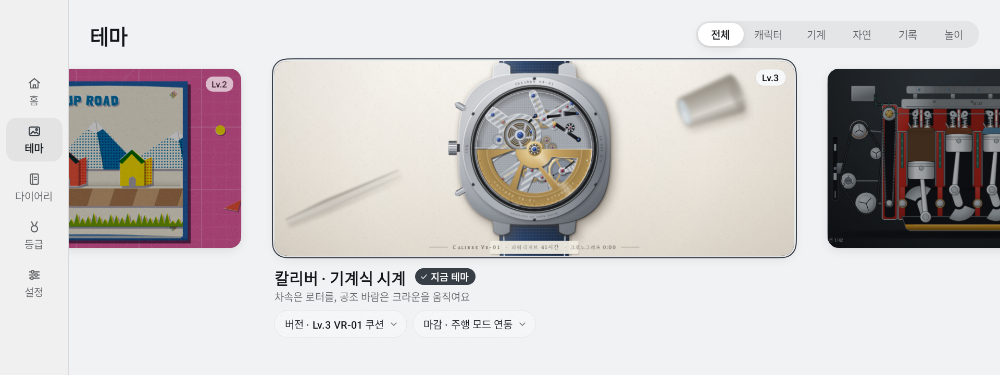 테마
전체
캐릭터
기계
자연
기록
놀이
홈
테마
다이어리
등급
설정
UP ROAD
Lv.2
Lv.3
칼리버 · 기계식 시계
지금 테마
차속은 로터를, 공조 바람은 크라운을 움직여요
버전 · Lv.3 VR-01 쿠션
마감 · 주행 모드 연동